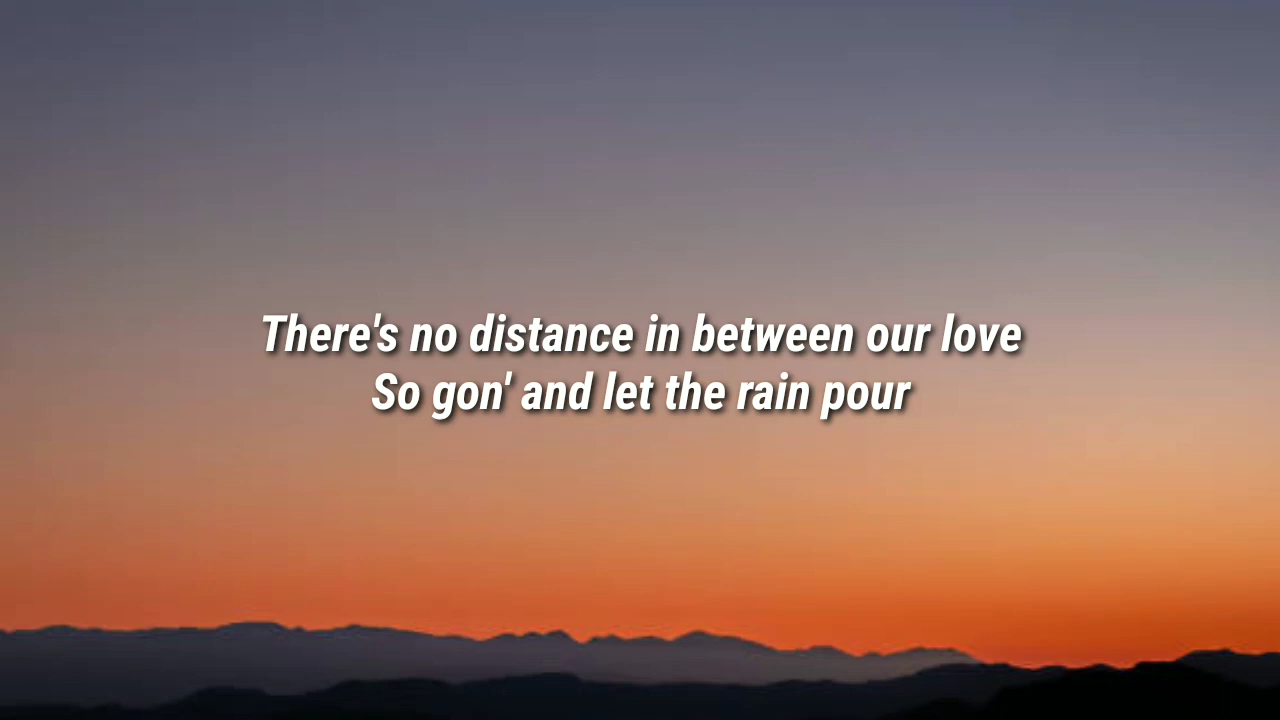 There's no distance in between our love
So gon' and let the rain pour